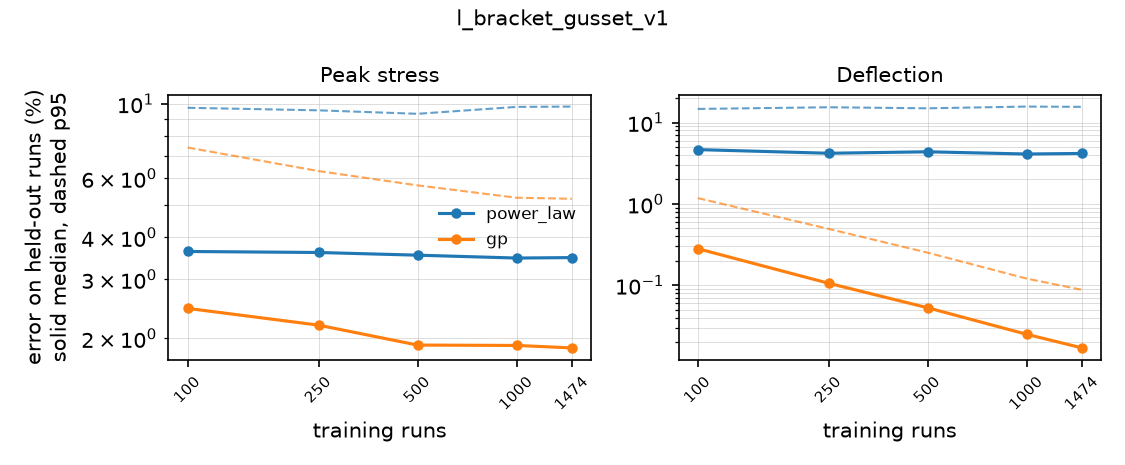 l_bracket_gusset_v1
Peak stress
Deflection
error on held-out runs (%)
solid median, dashed p95
10¹
6 × 10⁰
4 × 10⁰
3 × 10⁰
2 × 10⁰
power_law
gp
100
250
500
1000
1474
training runs
10¹
10⁰
10⁻¹
100
250
500
1000
1474
training runs